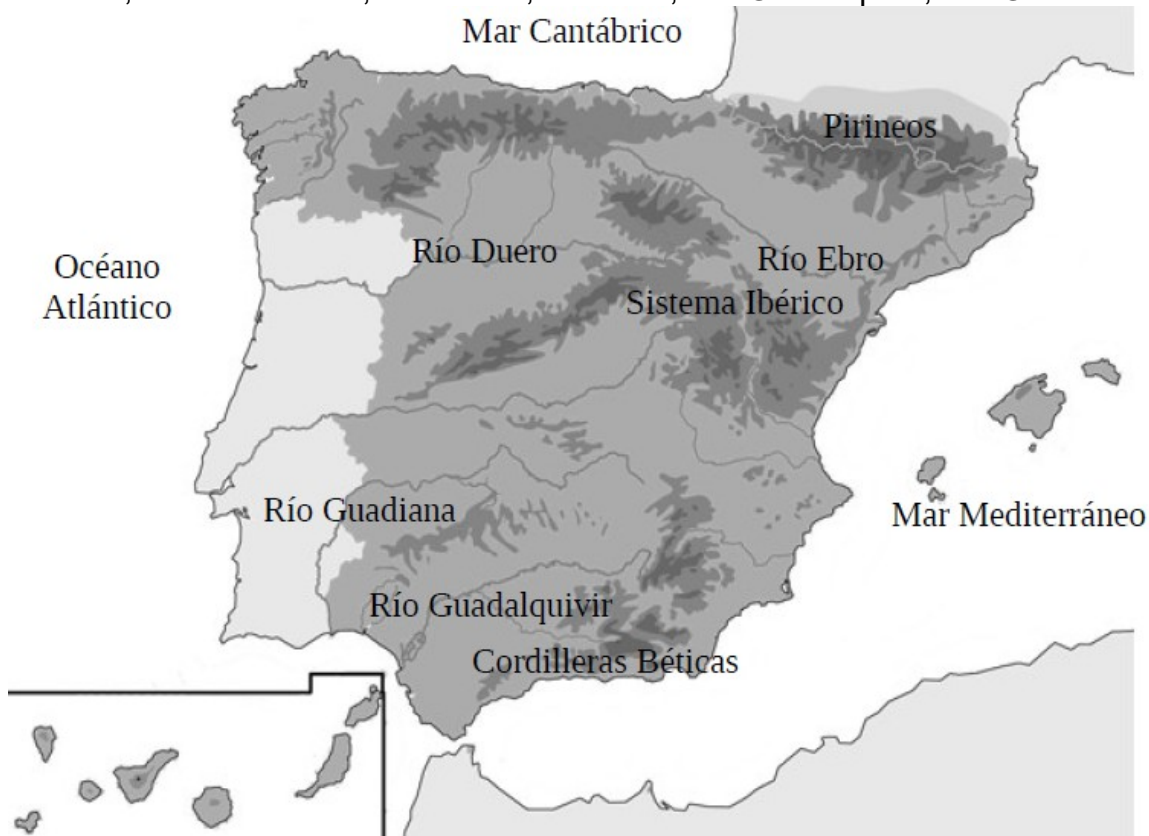 Mar Cantábrico
Pirineos
Océano
Atlántico
Río Duero
Río Ebro
Sistema Ibérico
Río Guadiana
Mar Mediterráneo
Río Guadalquivir
Cordilleras Béticas